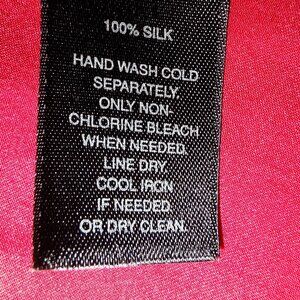 100% SILK
HAND WASH COLD
SEPARATELY.
ONLY NON-
CHLORINE BLEACH
WHEN NEEDED.
LINE DRY.
COOL IRON
IF NEEDED.
OR DRY CLEAN.